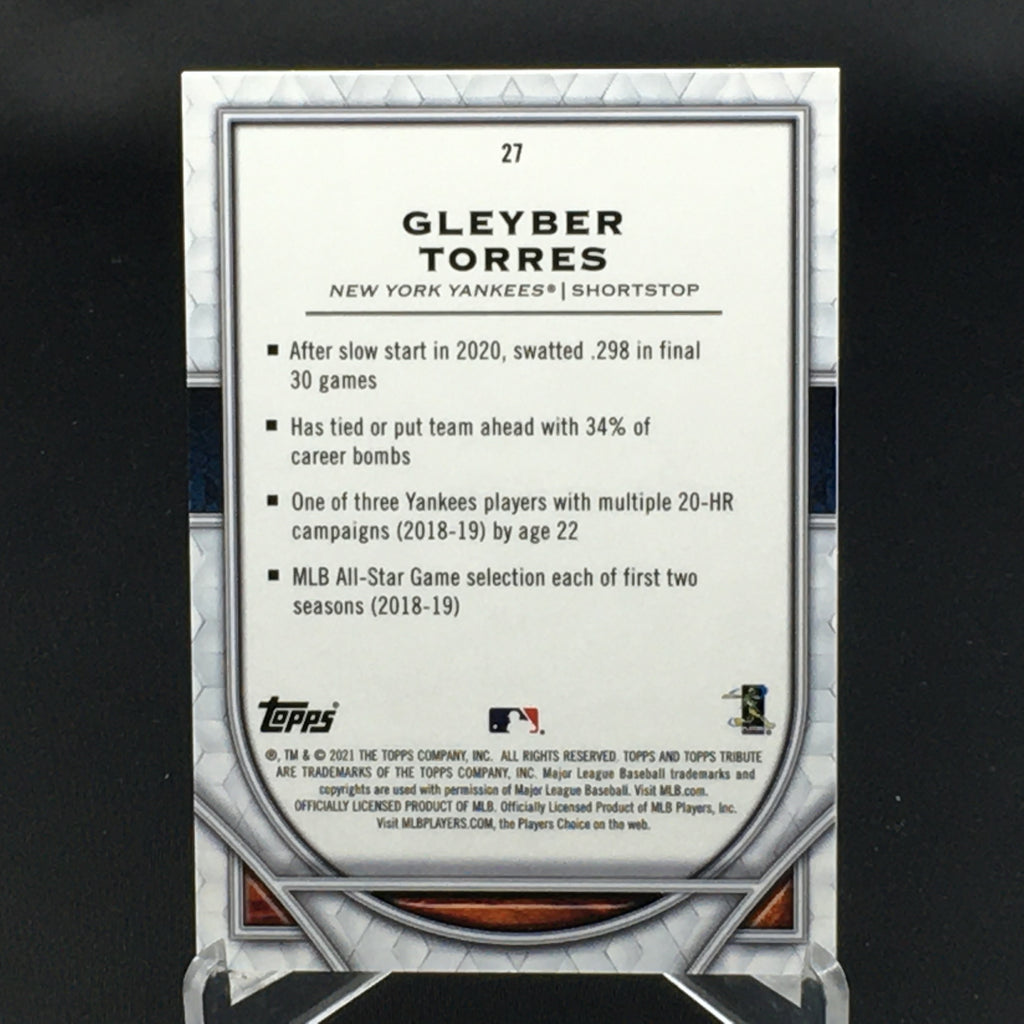 27
GLEYBER
TORRES
NEW YORK YANKEES® | SHORTSTOP
▪ After slow start in 2020, swatted .298 in final
30 games
▪ Has tied or put team ahead with 34% of
career bombs
▪ One of three Yankees players with multiple 20-HR
campaigns (2018-19) by age 22
▪ MLB All-Star Game selection each of first two
seasons (2018-19)
topps
®, TM & © 2021 THE TOPPS COMPANY, INC. ALL RIGHTS RESERVED. TOPPS AND TOPPS TRIBUTE
ARE TRADEMARKS OF THE TOPPS COMPANY, INC. Major League Baseball trademarks and
copyrights are used with permission of Major League Baseball. Visit MLB.com.
OFFICIALLY LICENSED PRODUCT OF MLB. Officially Licensed Product of MLB Players, Inc.
Visit MLBPLAYERS.COM, the Players Choice on the web.